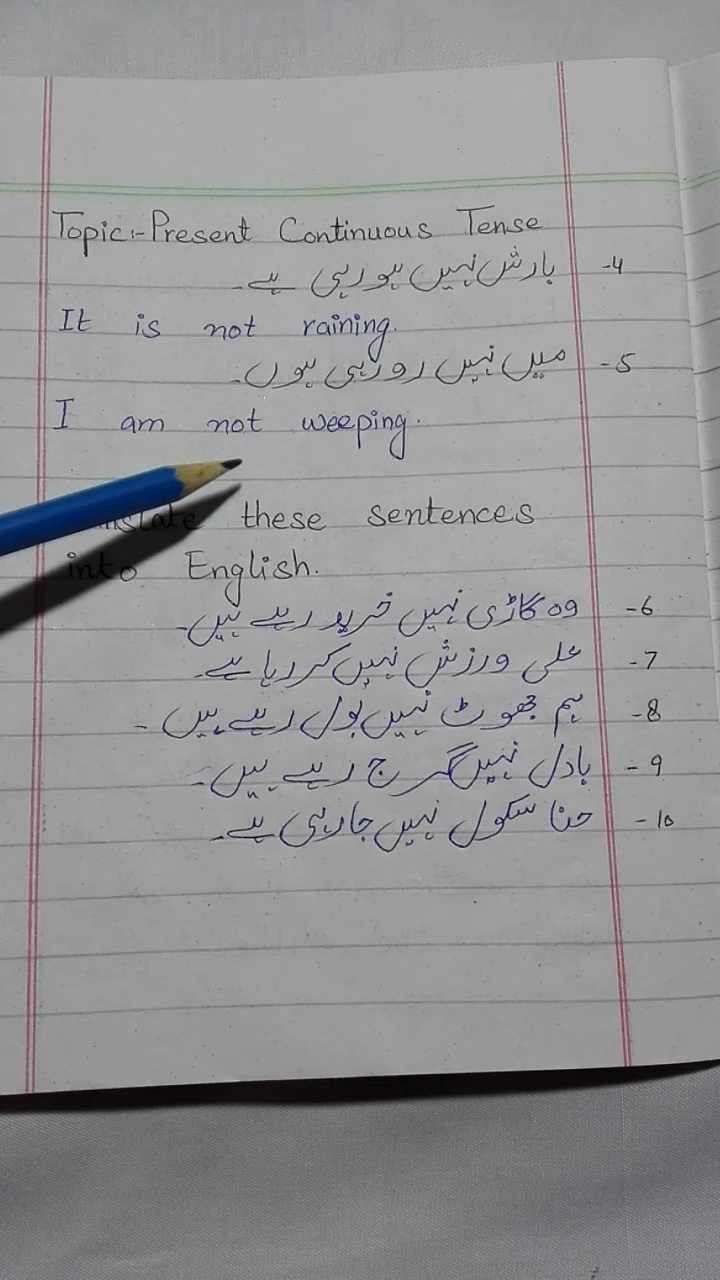 Topic:-Present Continuous Tense
4- بارش نہیں ہو رہی ہے۔
It is not raining.
5- میں نہیں رو رہی ہوں۔
I am not weeping.
these sentences
into English.
6- وہ گاڑی نہیں خرید رہے ہیں۔
7- علی ورزش نہیں کر رہا ہے۔
8- ہم جھوٹ نہیں بول رہے ہیں۔
9- بادل نہیں گرج رہے ہیں۔
10- حنا سکول نہیں جا رہی ہے۔